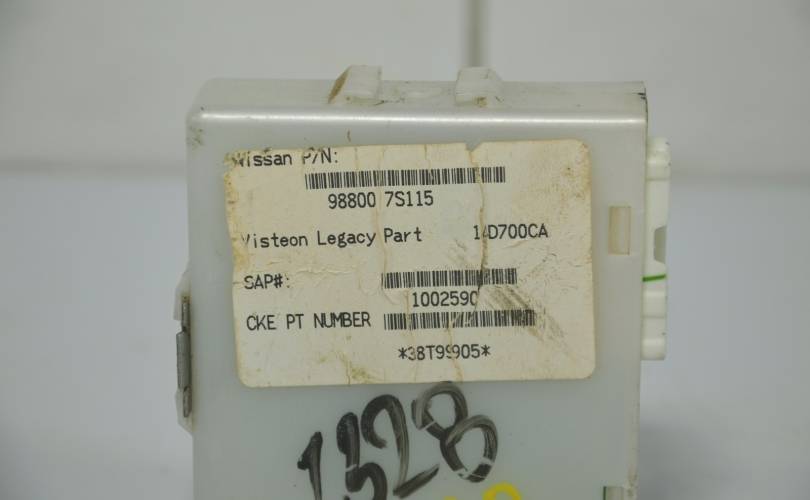 Nissan P/N:
98800 7S115
Visteon Legacy Part 14D700CA
SAP#:
1002590
CKE PT NUMBER
*38T99905*
1328